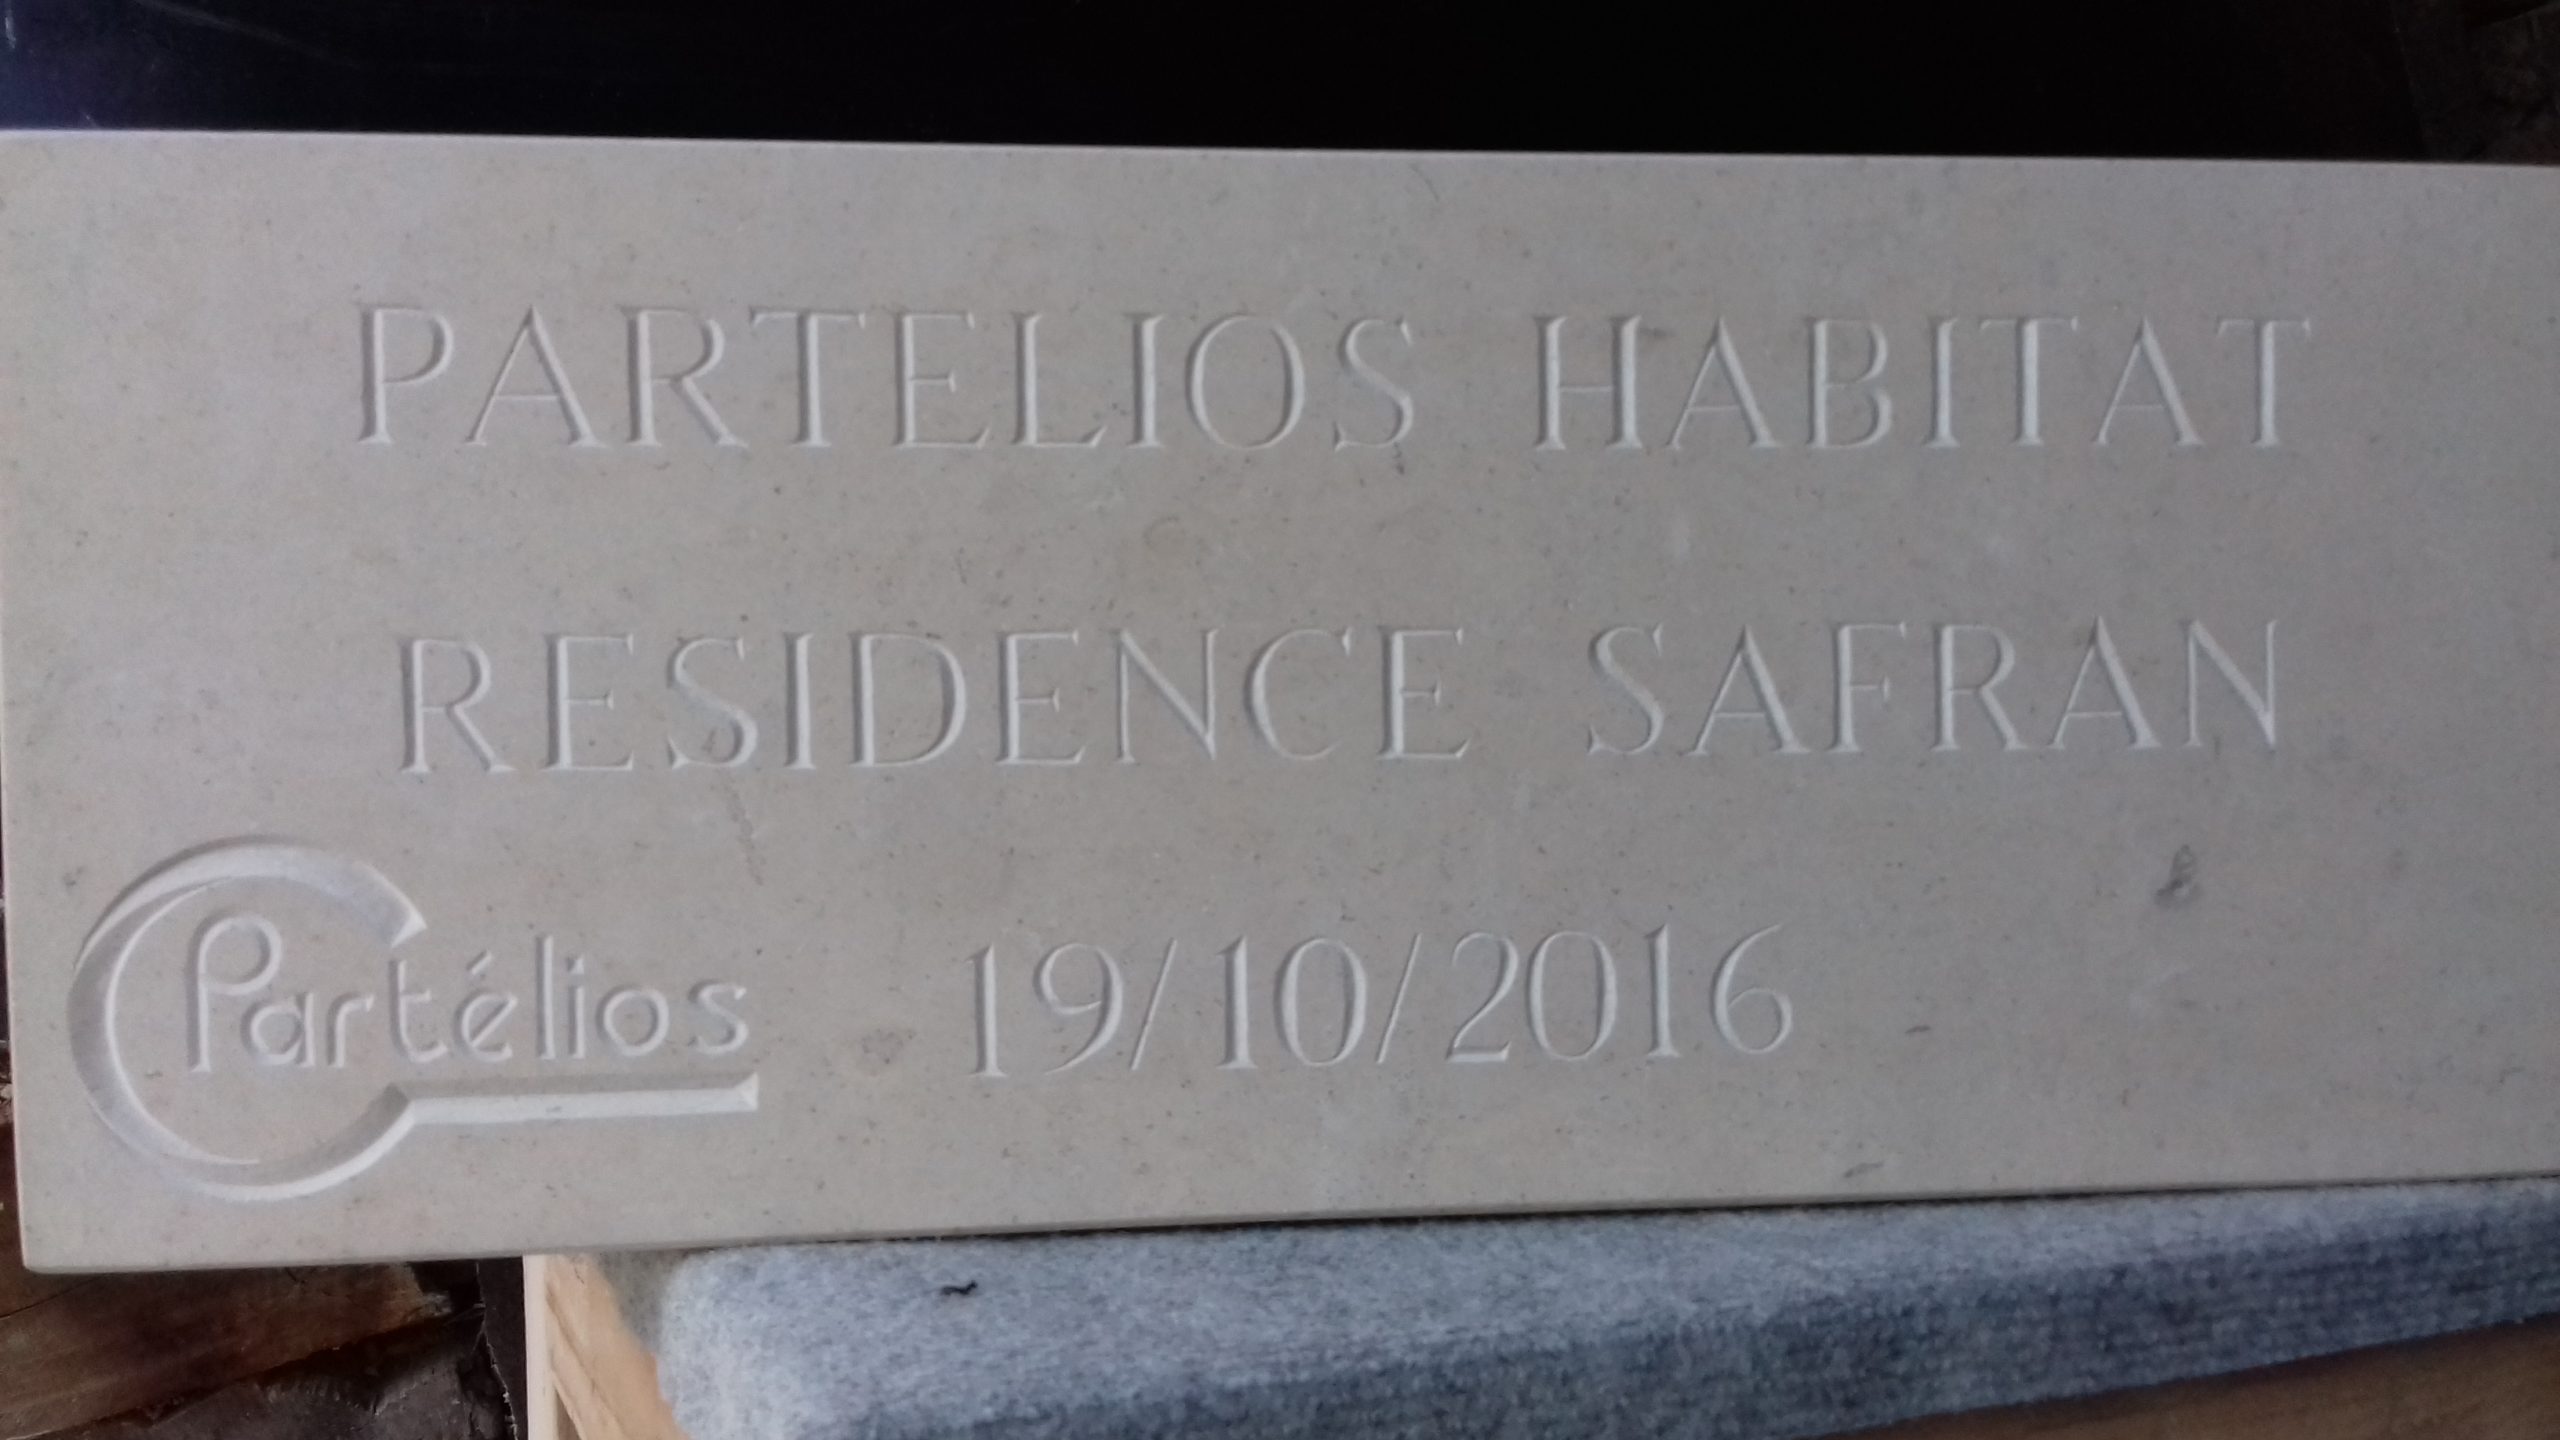 PARTELIOS HABITAT
RESIDENCE SAFRAN
Partélios
19/10/2016